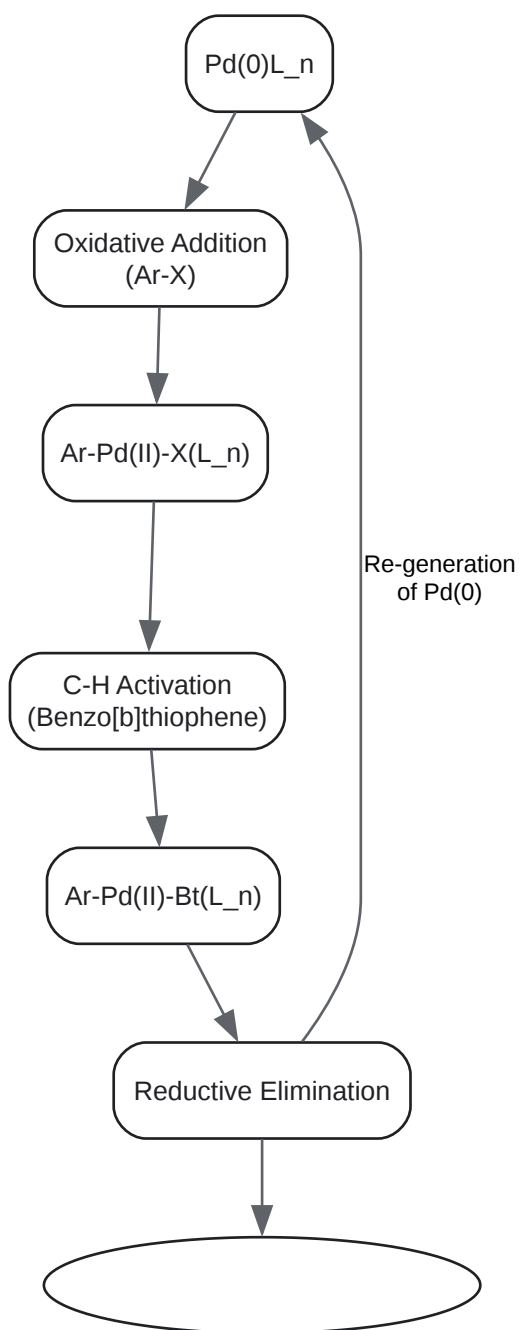 Pd(0)L_n
Oxidative Addition
(Ar-X)
Ar-Pd(II)-X(L_n)
Re-generation
of Pd(0)
C-H Activation
(Benzo[b]thiophene)
Ar-Pd(II)-Bt(L_n)
Reductive Elimination